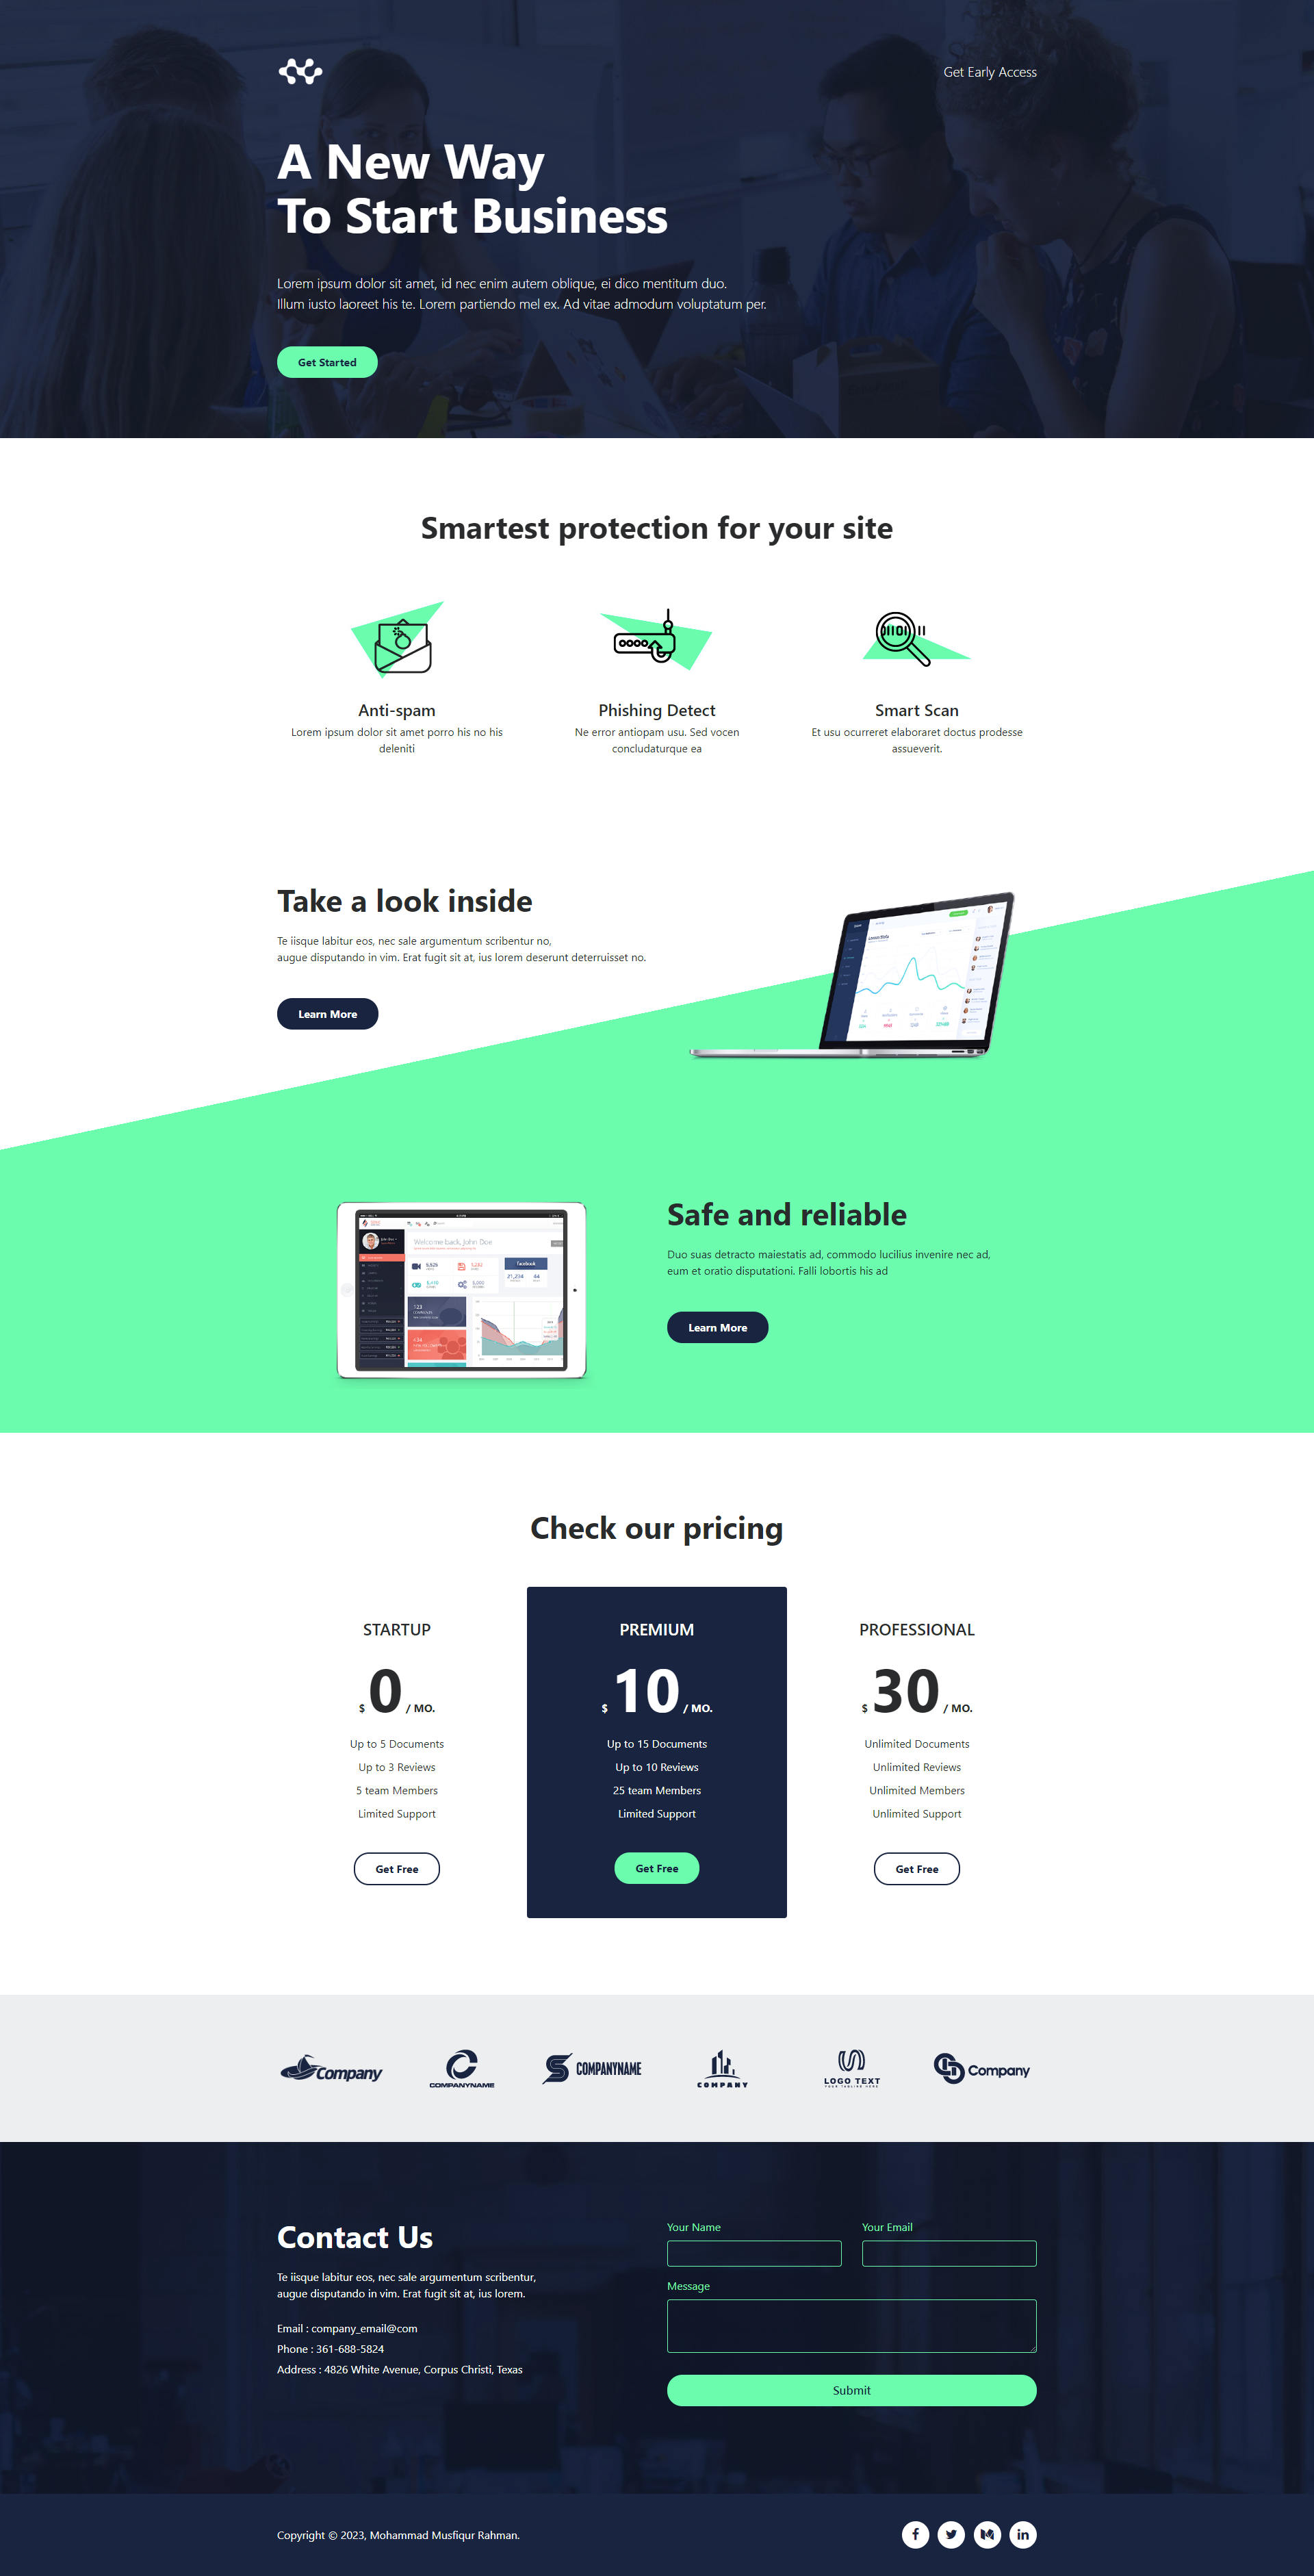 Get Early Access
A New Way
To Start Business
Lorem ipsum dolor sit amet, id nec enim autem oblique, ei dico mentitum duo.
Illum iusto laoreet his te. Lorem partiendo mel ex. Ad vitae admodum voluptatum per.
Get Started
Smartest protection for your site
Anti-spam
Lorem ipsum dolor sit amet porro his no his
deleniti
Phishing Detect
Ne error antiopam usu. Sed vocen
concludaturque ea
Smart Scan
Et usu ocurreret elaboraret doctus prodesse
assueverit.
Take a look inside
Te iisque labitur eos, nec sale argumentum scribentur no,
augue disputando in vim. Erat fugit sit at, ius lorem deserunt deterruisset no.
Learn More
Welcome back, John Doe
Facebook
Safe and reliable
Duo suas detracto maiestatis ad, commodo lucilius invenire nec ad,
eum et oratio disputationi. Falli lobortis his ad
Learn More
Check our pricing
STARTUP
$ 0 / MO.
Up to 5 Documents
Up to 3 Reviews
5 team Members
Limited Support
Get Free
PREMIUM
$ 10 / MO.
Up to 15 Documents
Up to 10 Reviews
25 team Members
Limited Support
Get Free
PROFESSIONAL
$ 30 / MO.
Unlimited Documents
Unlimited Reviews
Unlimited Members
Unlimited Support
Get Free
Company
COMPANYNAME
COMPANYNAME
COMPANY
LOGO TEXT
YOUR TAGLINE HERE
Company
Contact Us
Te iisque labitur eos, nec sale argumentum scribentur,
augue disputando in vim. Erat fugit sit at, ius lorem.
Email : company_email@com
Phone : 361-688-5824
Address : 4826 White Avenue, Corpus Christi, Texas
Your Name
Your Email
Message
Submit
Copyright © 2023, Mohammad Musfiqur Rahman.